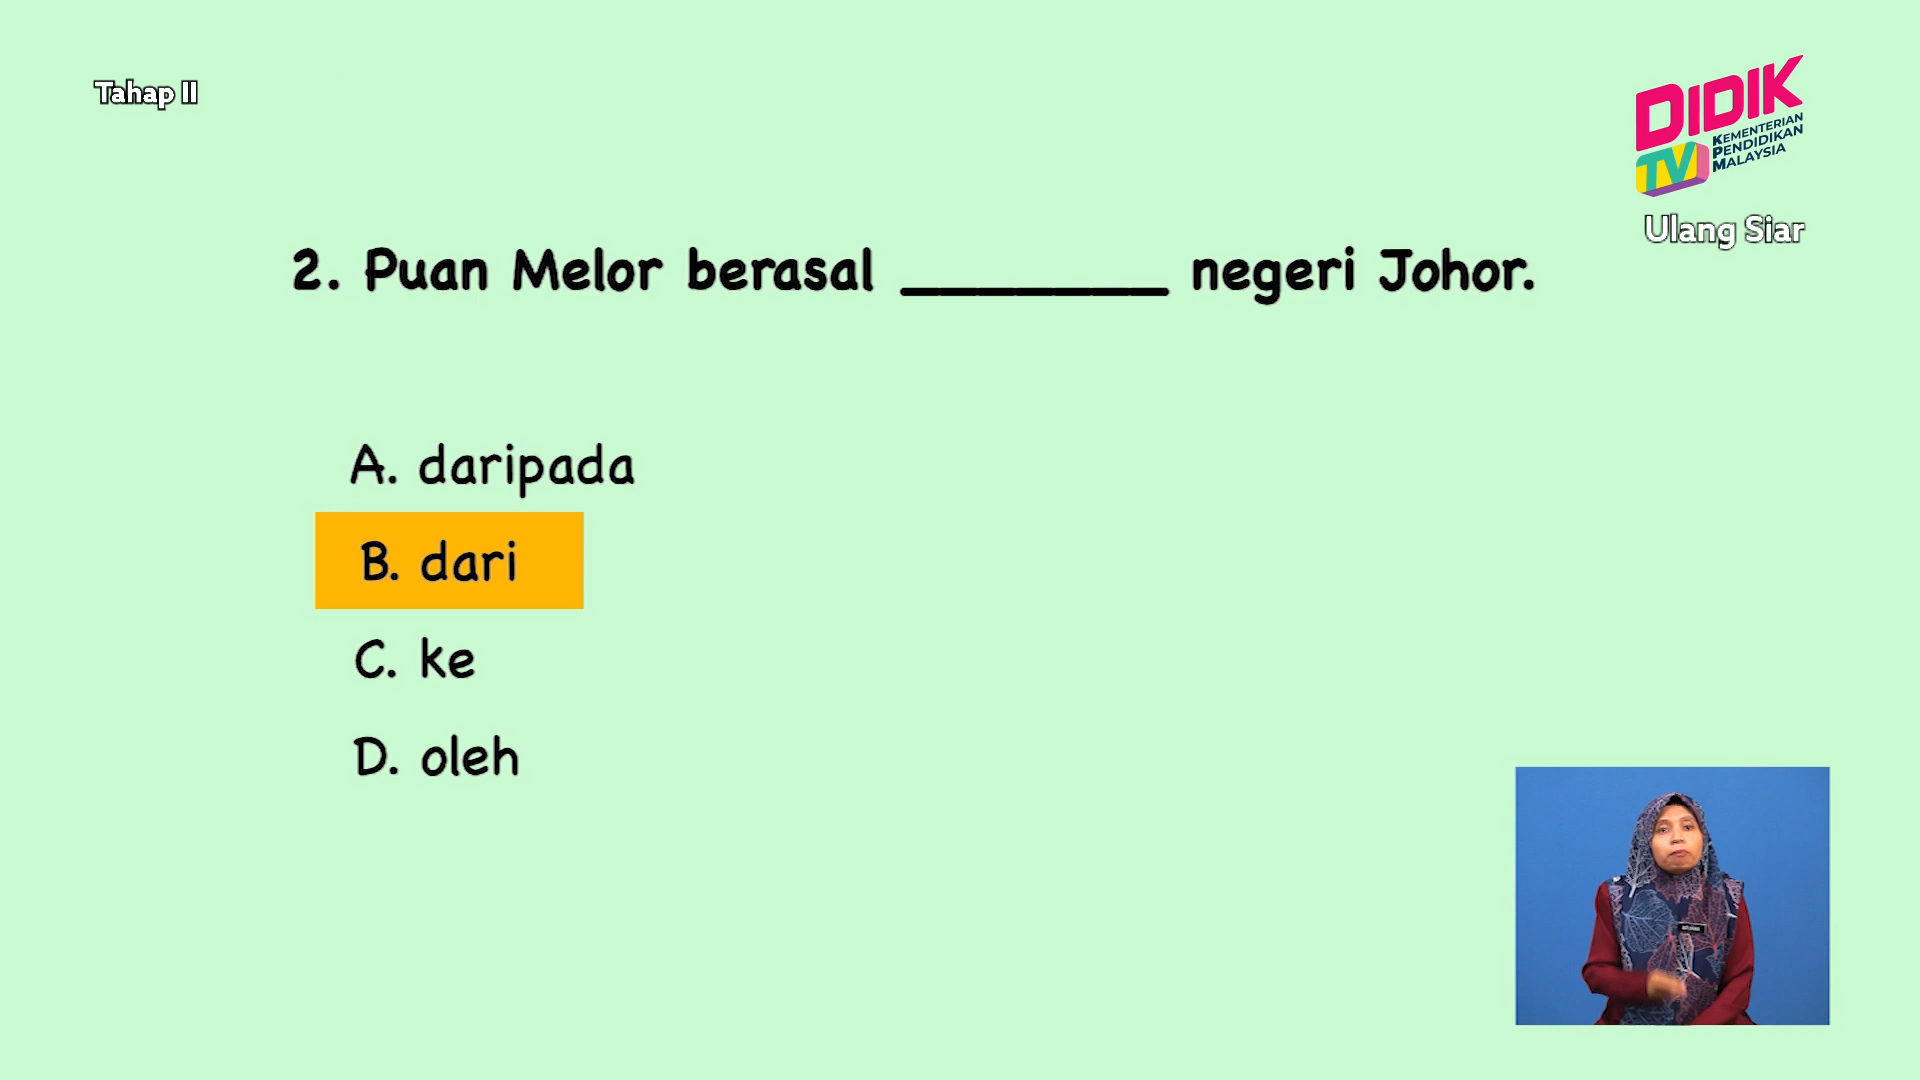 Tahap II
DIDIK
TV
KEMENTERIAN
PENDIDIKAN
MALAYSIA
Ulang Siar
2. Puan Melor berasal _______ negeri Johor.
A. daripada
B. dari
C. ke
D. oleh